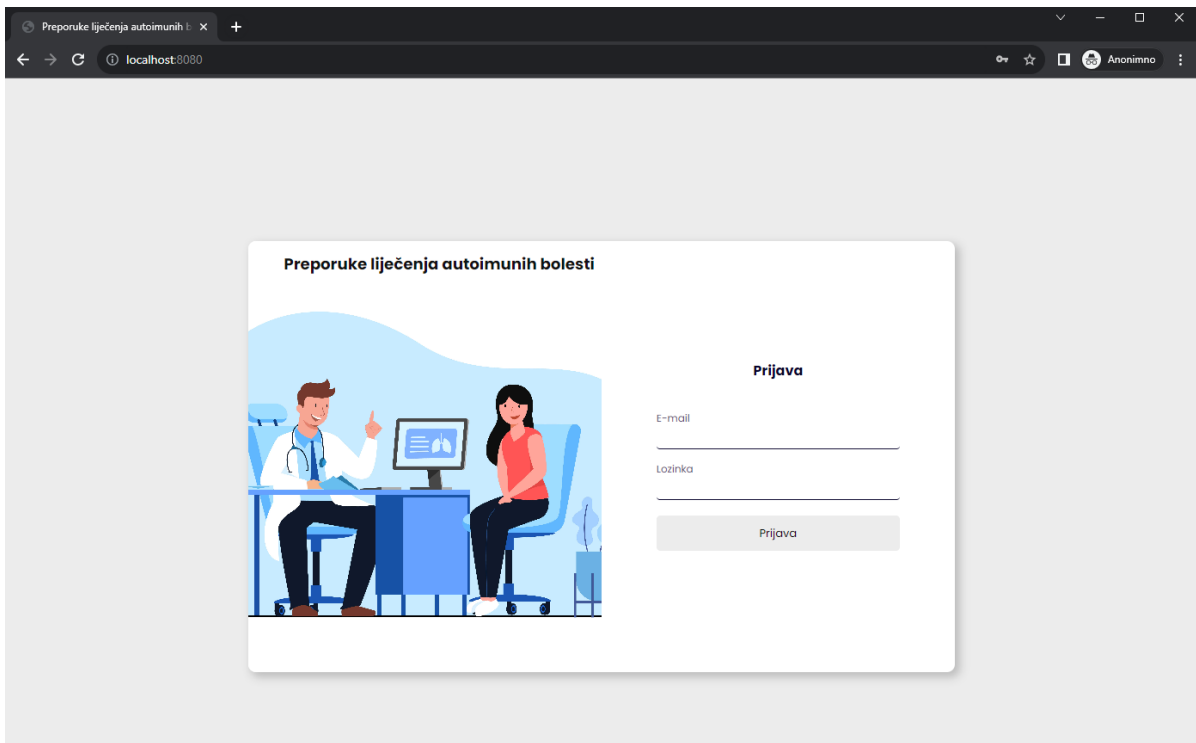 Preporuke liječenja autoimunih b
localhost:8080
Anonimno
Preporuke liječenja autoimunih bolesti
Prijava
E-mail
Lozinka
Prijava